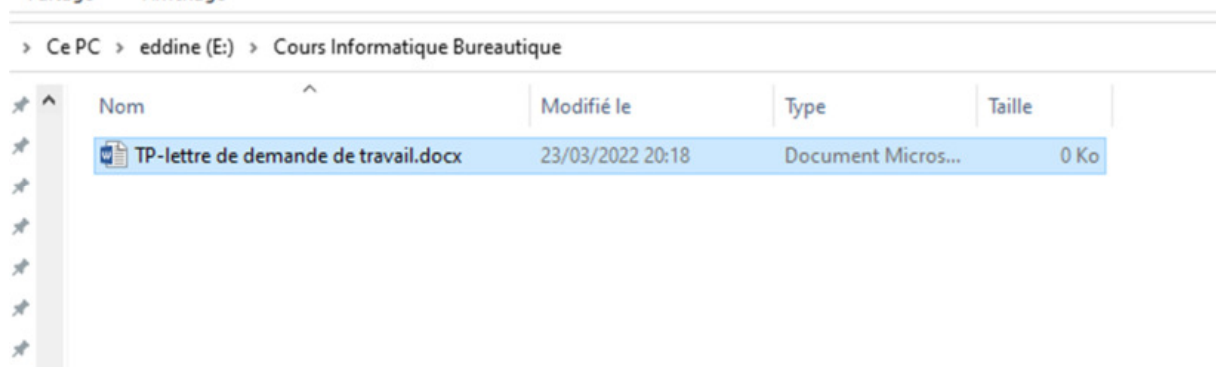 > Ce PC > eddine (E:) > Cours Informatique Bureautique
Nom Modifié le Type Taille
TP-lettre de demande de travail.docx 23/03/2022 20:18 Document Micros... 0 Ko